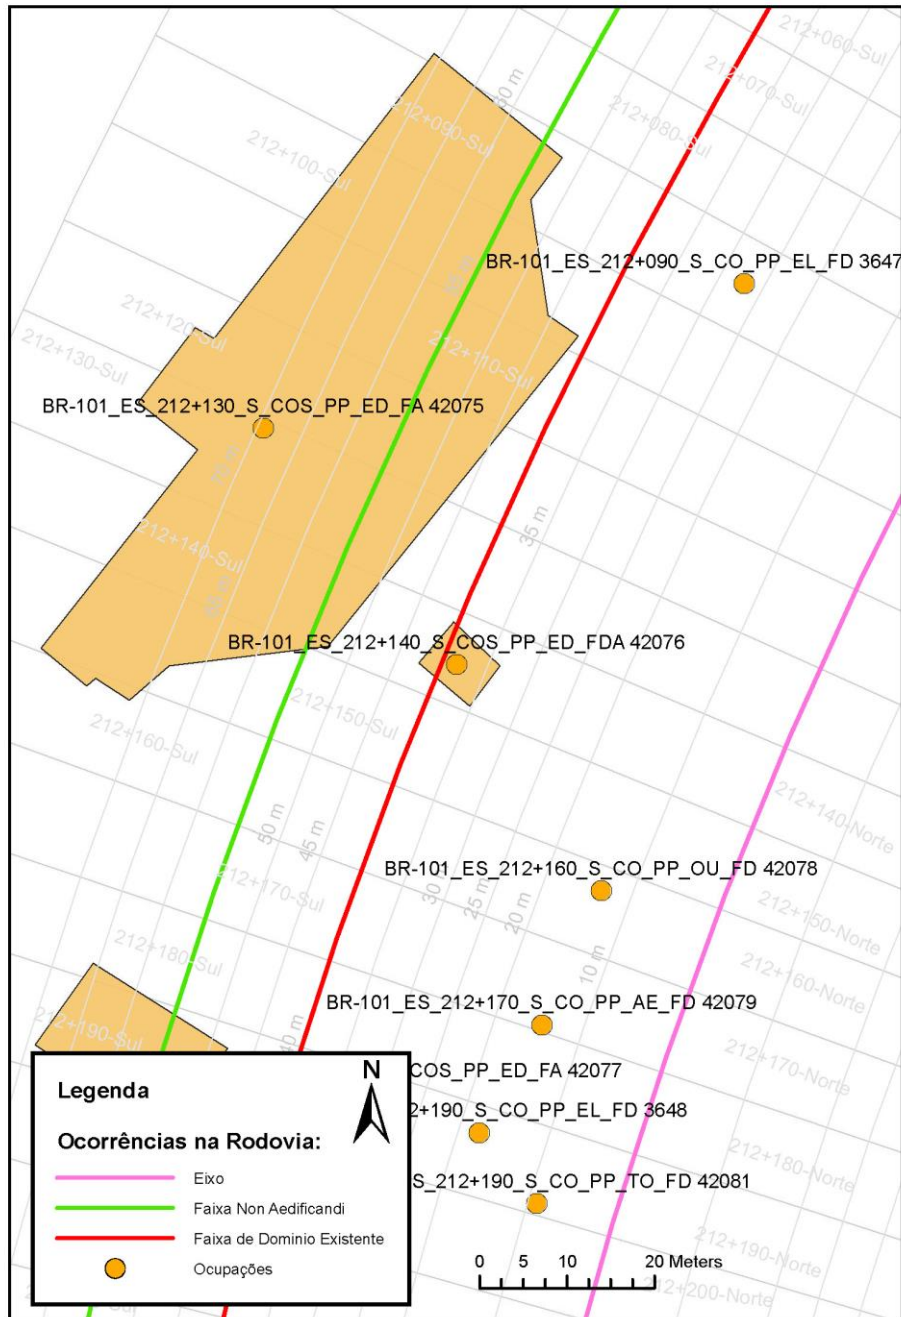 212+060-Sul
212+070-Sul
212+080-Sul
212+090-Sul
212+100-Sul
BR-101_ES_212+090_S_CO_PP_EL_FD 3647
212+120-Sul
212+110-Sul
212+130-Sul
BR-101_ES_212+130_S_COS_PP_ED_FA 42075
35 m
212+140-Sul
BR-101_ES_212+140_S_COS_PP_ED_FDA 42076
212+150-Sul
212+160-Sul
212+140-Norte
50 m
45 m
BR-101_ES_212+160_S_CO_PP_OU_FD 42078
30 m
25 m
20 m
212+170-Sul
212+150-Norte
212+180-Sul
10 m
212+160-Norte
BR-101_ES_212+170_S_CO_PP_AE_FD 42079
212+190-Sul
40 m
212+170-Norte
COS_PP_ED_FA 42077
2+190_S_CO_PP_EL_FD 3648
212+180-Norte
S_212+190_S_CO_PP_TO_FD 42081
212+190-Norte
212+200-Norte
0 5 10 20 Meters
N
Legenda
Ocorrências na Rodovia:
Eixo
Faixa Non Aedificandi
Faixa de Dominio Existente
Ocupações
-Sul